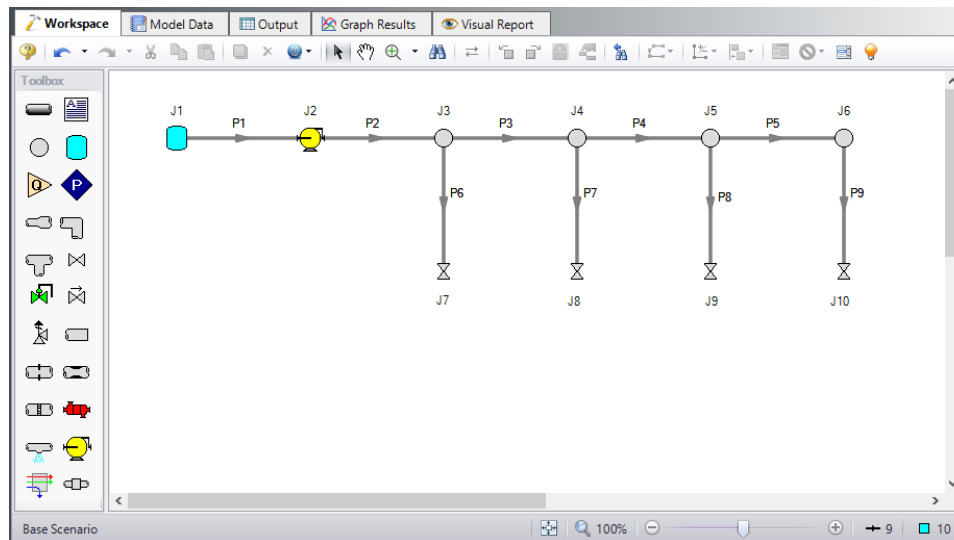 Workspace Model Data Output Graph Results Visual Report
Toolbox
A
Q P
J1 J2 J3 J4 J5 J6
P1 P2 P3 P4 P5
P6 P7 P8 P9
J7 J8 J9 J10
Base Scenario 100% 9 10